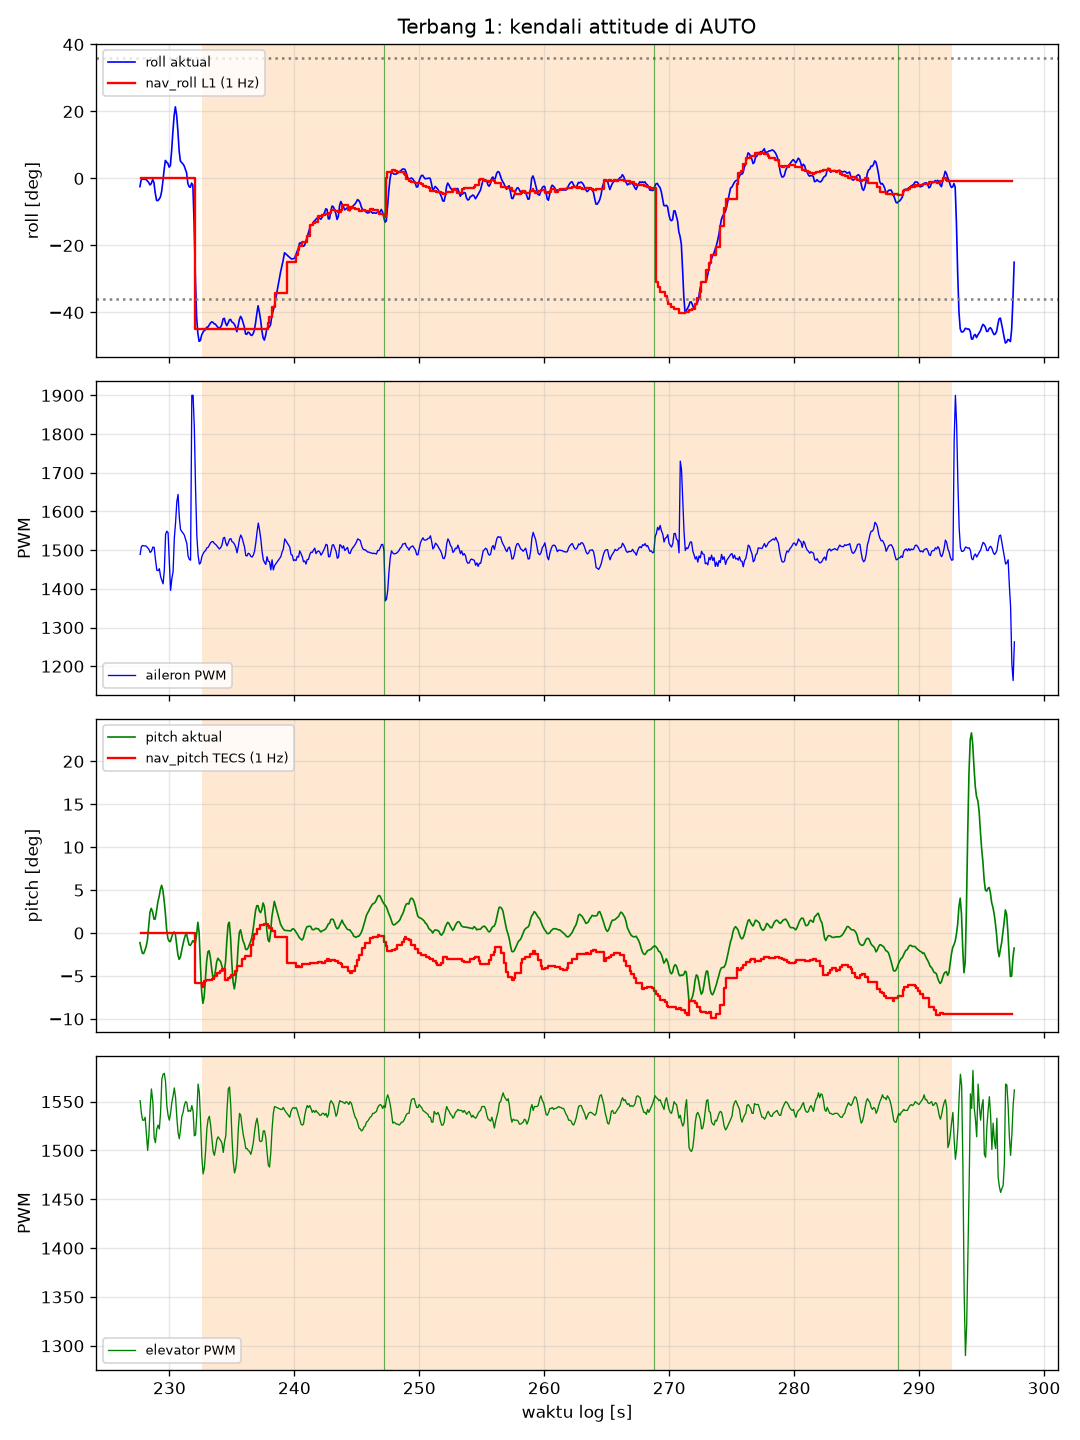 Terbang 1: kendali attitude di AUTO
roll [deg]
40
20
0
−20
−40
roll aktual
nav_roll L1 (1 Hz)
PWM
1900
1800
1700
1600
1500
1400
1300
1200
aileron PWM
pitch [deg]
20
15
10
5
0
−5
−10
pitch aktual
nav_pitch TECS (1 Hz)
PWM
1550
1500
1450
1400
1350
1300
elevator PWM
230 240 250 260 270 280 290 300
waktu log [s]